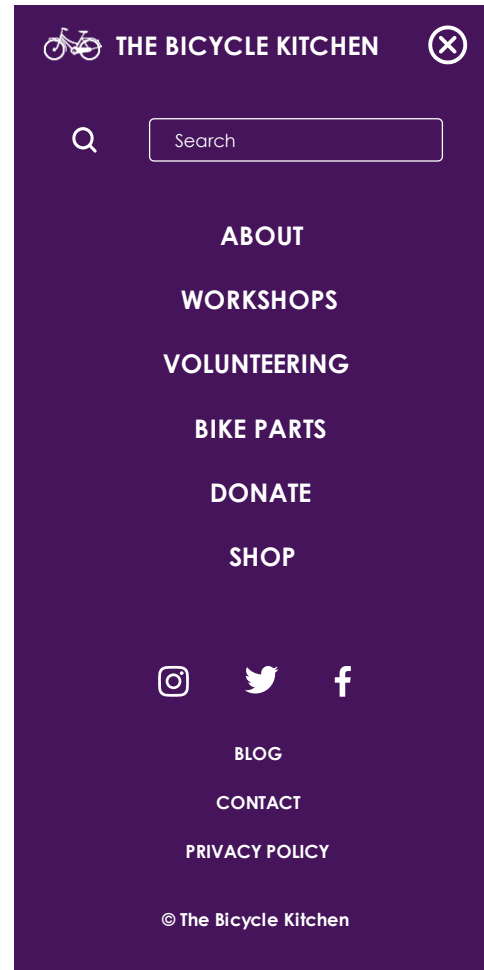 THE BICYCLE KITCHEN
Search
ABOUT
WORKSHOPS
VOLUNTEERING
BIKE PARTS
DONATE
SHOP
BLOG
CONTACT
PRIVACY POLICY
© The Bicycle Kitchen